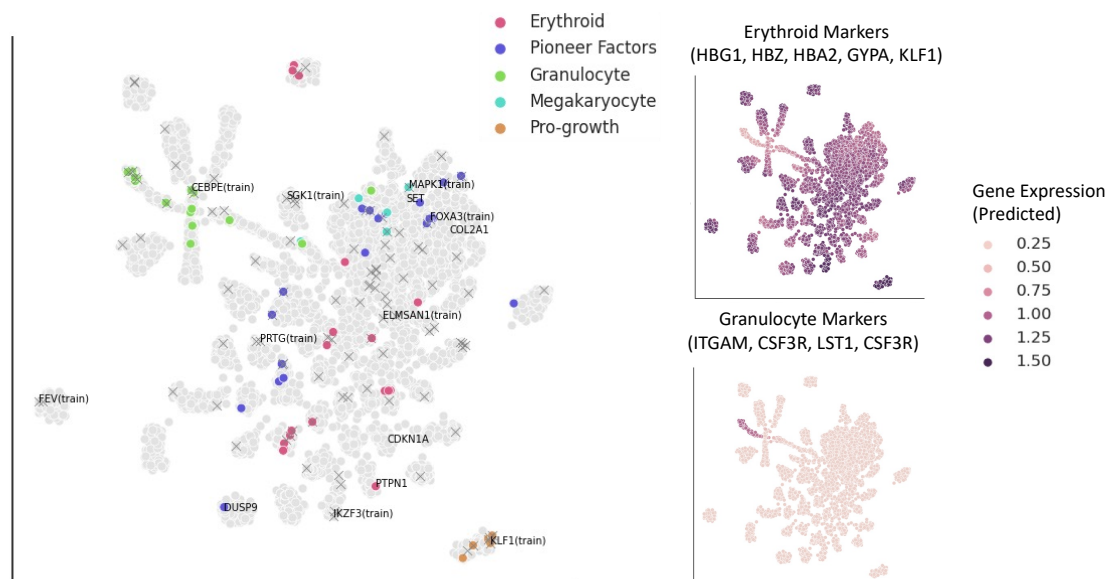 Erythroid
Pioneer Factors
Granulocyte
Megakaryocyte
Pro-growth
CEBPE(train)
SGK1(train)
MAPK1(train)
SET
FOXA3(train)
COL2A1
ELMSAN1(train)
PRTG(train)
FEV(train)
CDKN1A
PTPN1
DUSP9
IKZF3(train)
KLF1(train)
Erythroid Markers
(HBG1, HBZ, HBA2, GYPA, KLF1)
Granulocyte Markers
(ITGAM, CSF3R, LST1, CSF3R)
Gene Expression
(Predicted)
0.25
0.50
0.75
1.00
1.25
1.50